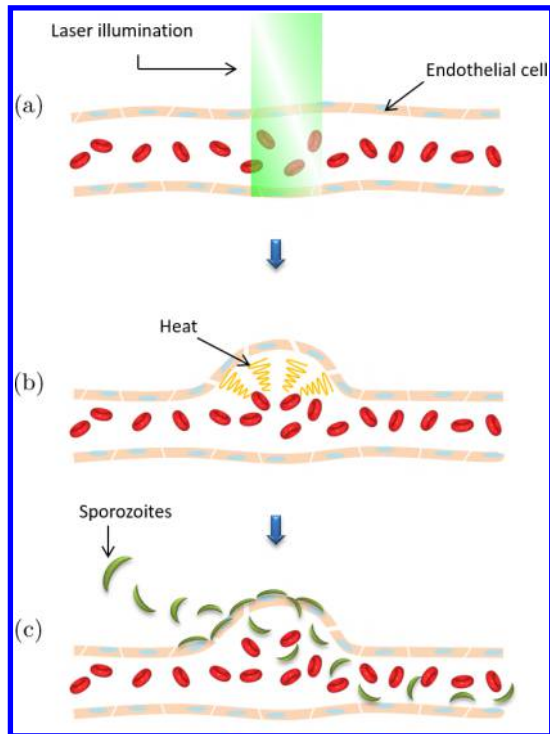 Laser illumination
Endothelial cell
(a)
Heat
(b)
Sporozoites
(c)